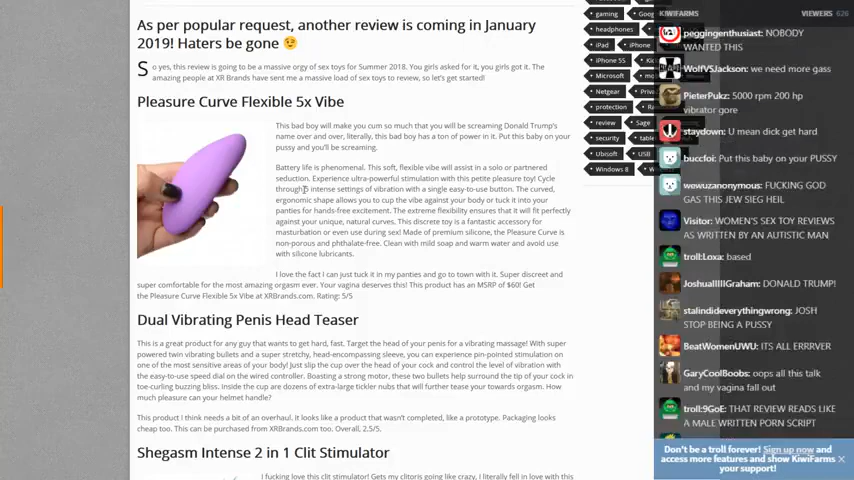 As per popular request, another review is coming in January
2019! Haters be gone 😉
So yes, this review is going to be a massive orgy of sex toys for Summer 2018. You girls asked for it, you girls got it. The
amazing people at XR Brands have sent me a massive load of sex toys to review, so let's get started!
Pleasure Curve Flexible 5x Vibe
This bad boy will make you cum so much that you will be screaming Donald Trump's
name over and over, literally, this bad boy has a ton of power in it. Put this baby on your
pussy and you'll be screaming.
Battery life is phenomenal. This soft, flexible vibe will assist in a solo or partnered
seduction. Experience ultra-powerful stimulation with this petite pleasure toy! Cycle
through 5 intense settings of vibration with a single easy-to-use button. The curved,
ergonomic shape allows you to cup the vibe against your body or tuck it into your
panties for hands-free excitement. The extreme flexibility ensures that it will fit perfectly
against your unique, natural curves. This discrete toy is a fantastic accessory for
masturbation or even use during sex! Made of premium silicone, the Pleasure Curve is
non-porous and phthalate-free. Clean with mild soap and warm water and avoid use
with silicone lubricants.
I love the fact I can just tuck it in my panties and go to town with it. Super discreet and
super comfortable for the most amazing orgasm ever. Your vagina deserves this! This product has an MSRP of $60! Get
the Pleasure Curve Flexible 5x Vibe at XRBrands.com. Rating: 5/5
Dual Vibrating Penis Head Teaser
This is a great product for any guy that wants to get hard, fast. Target the head of your penis for a vibrating massage! With super
powered twin vibrating bullets and a super stretchy, head-encompassing sleeve, you can experience pin-pointed stimulation on
one of the most sensitive areas of your body! Just slip the cup over the head of your cock and control the level of vibration with
the easy-to-use speed dial on the wired controller. Boasting a strong motor, these two bullets help surround the tip of your cock in
toe-curling buzzing bliss. Inside the cup are dozens of extra-large tickler nubs that will further tease your towards orgasm. How
much pleasure can your helmet handle?
This product I think needs a bit of an overhaul. It looks like a product that wasn't completed, like a prototype. Packaging looks
cheap too. This can be purchased from XRBrands.com too. Overall, 2.5/5.
Shegasm Intense 2 in 1 Clit Stimulator
I fucking love this clit stimulator! Gets my clitoris going like crazy, I literally fell in love with this
gaming
headphones
iPad
iPhone
iPhone 5S
Microsoft
Netgear
protection
review
Sage
security
Ubisoft
USB
Windows 8
KIWIFARMS
VIEWERS 626
peggingenthusiast: NOBODY
WANTED THIS
WolfVSJackson: we need more gass
PieterPukz: 5000 rpm 200 hp
vibrator gore
staydown: U mean dick get hard
buccfoi: Put this baby on your PUSSY
wewuzanonymous: FUCKING GOD
GAS THIS JEW SIEG HEIL
Visitor: WOMEN'S SEX TOY REVIEWS
AS WRITTEN BY AN AUTISTIC MAN
troll:Loxa: based
JoshuaIllIlGraham: DONALD TRUMP!
stalindideverythingwrong: JOSH
STOP BEING A PUSSY
BeatWomenUWU: ITS ALL ERRRVER
GaryCoolBoobs: oops all this talk
and my vagina fall out
troll:9GoE: THAT REVIEW READS LIKE
A MALE WRITTEN PORN SCRIPT
Don't be a troll forever! Sign up now and
access more features and show KiwiFarms
your support!